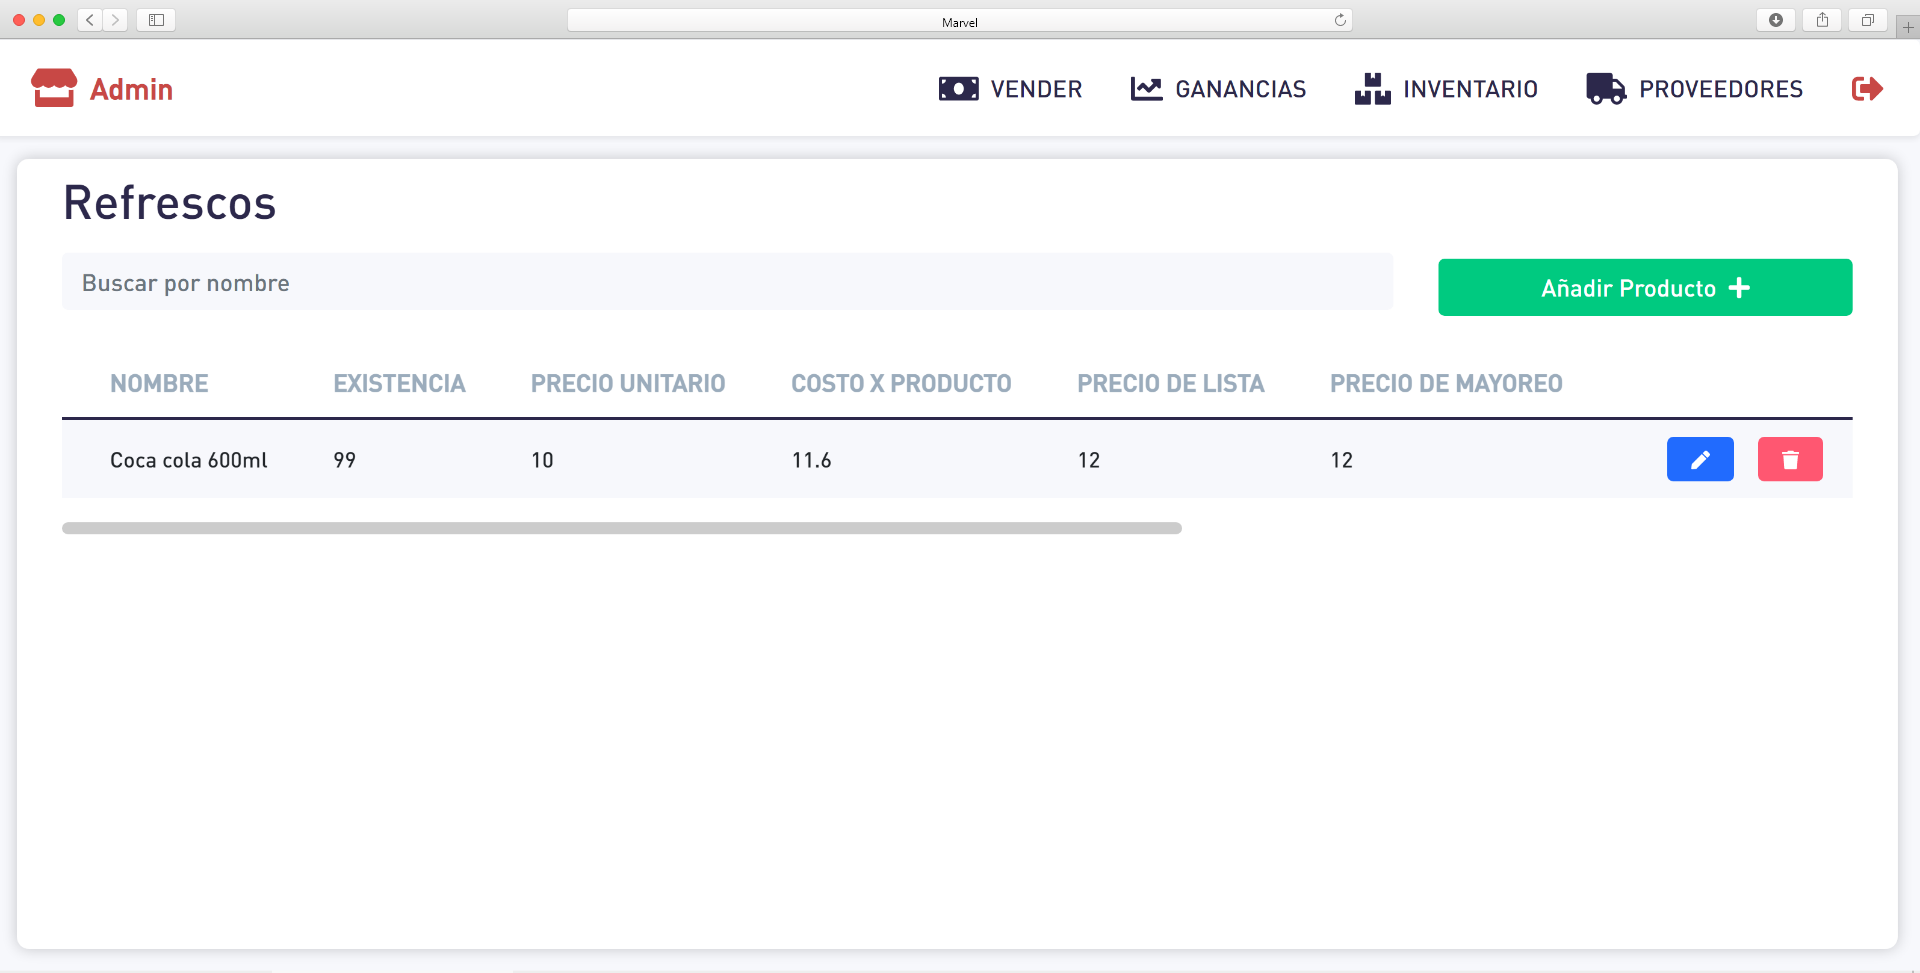 Marvel
Admin
VENDER
GANANCIAS
INVENTARIO
PROVEEDORES
Refrescos
Buscar por nombre
Añadir Producto
NOMBRE EXISTENCIA PRECIO UNITARIO COSTO X PRODUCTO PRECIO DE LISTA PRECIO DE MAYOREO
Coca cola 600ml 99 10 11.6 12 12